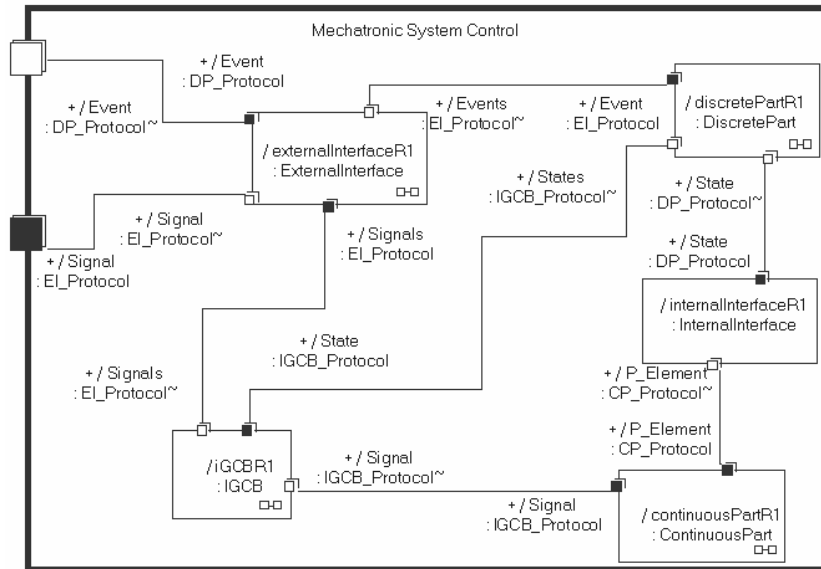 Mechatronic System Control
+ / Event
: DP_Protocol
+ / Event
: DP_Protocol~
+ / Events
: EI_Protocol~
+ / Event
: EI_Protocol
/ discretePartR1
: DiscretePart
/ externalInterfaceR1
: ExternalInterface
+ / States
: IGCB_Protocol~
+ / State
: DP_Protocol~
+ / Signal
: EI_Protocol~
+ / Signals
: EI_Protocol
+ / Signal
: EI_Protocol
+ / State
: DP_Protocol
/ internalInterfaceR1
: InternalInterface
+ / State
: IGCB_Protocol
+ / Signals
: EI_Protocol~
+ / P_Element
: CP_Protocol~
+ / P_Element
: CP_Protocol
/ iGCBR1
: IGCB
+ / Signal
: IGCB_Protocol~
+ / Signal
: IGCB_Protocol
/ continuousPartR1
: ContinuousPart